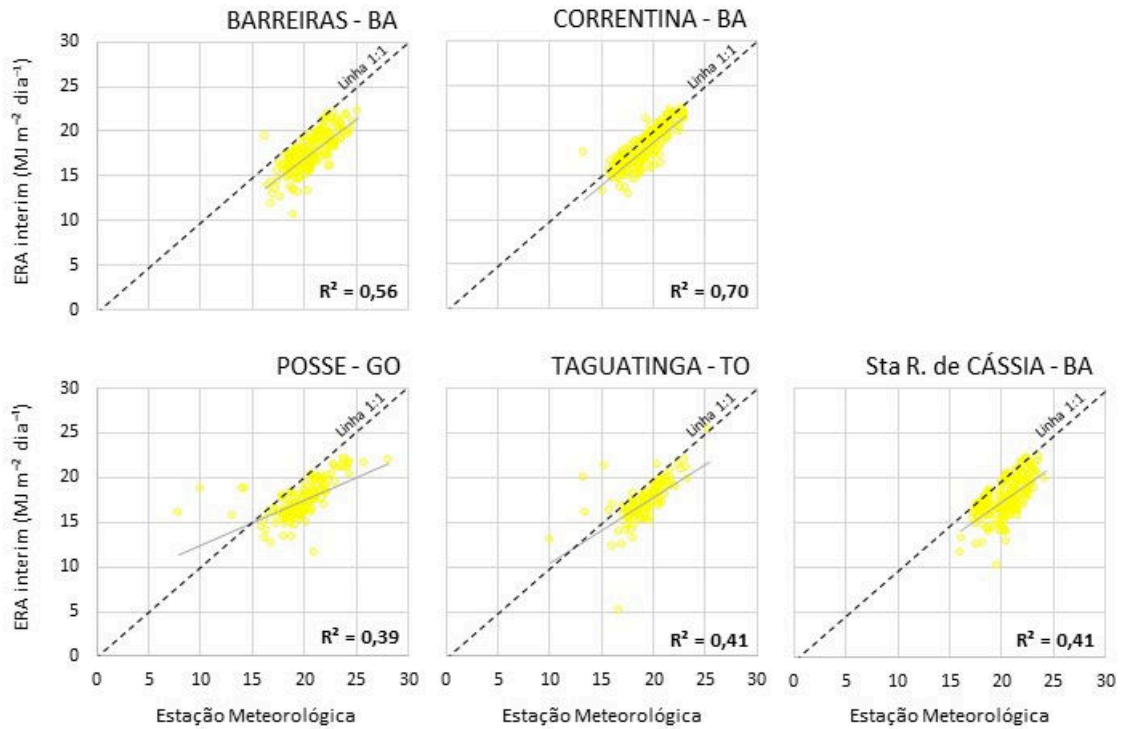 BARREIRAS - BA
ERA interim (MJ m⁻² dia⁻¹)
30
25
20
15
10
5
0
Linha 1:1
R² = 0,56
CORRENTINA - BA
Linha 1:1
R² = 0,70
POSSE - GO
ERA interim (MJ m⁻² dia⁻¹)
30
25
20
15
10
5
0
Linha 1:1
R² = 0,39
0 5 10 15 20 25 30
Estação Meteorológica
TAGUATINGA - TO
Linha 1:1
R² = 0,41
0 5 10 15 20 25 30
Estação Meteorológica
Sta R. de CÁSSIA - BA
Linha 1:1
R² = 0,41
0 5 10 15 20 25 30
Estação Meteorológica